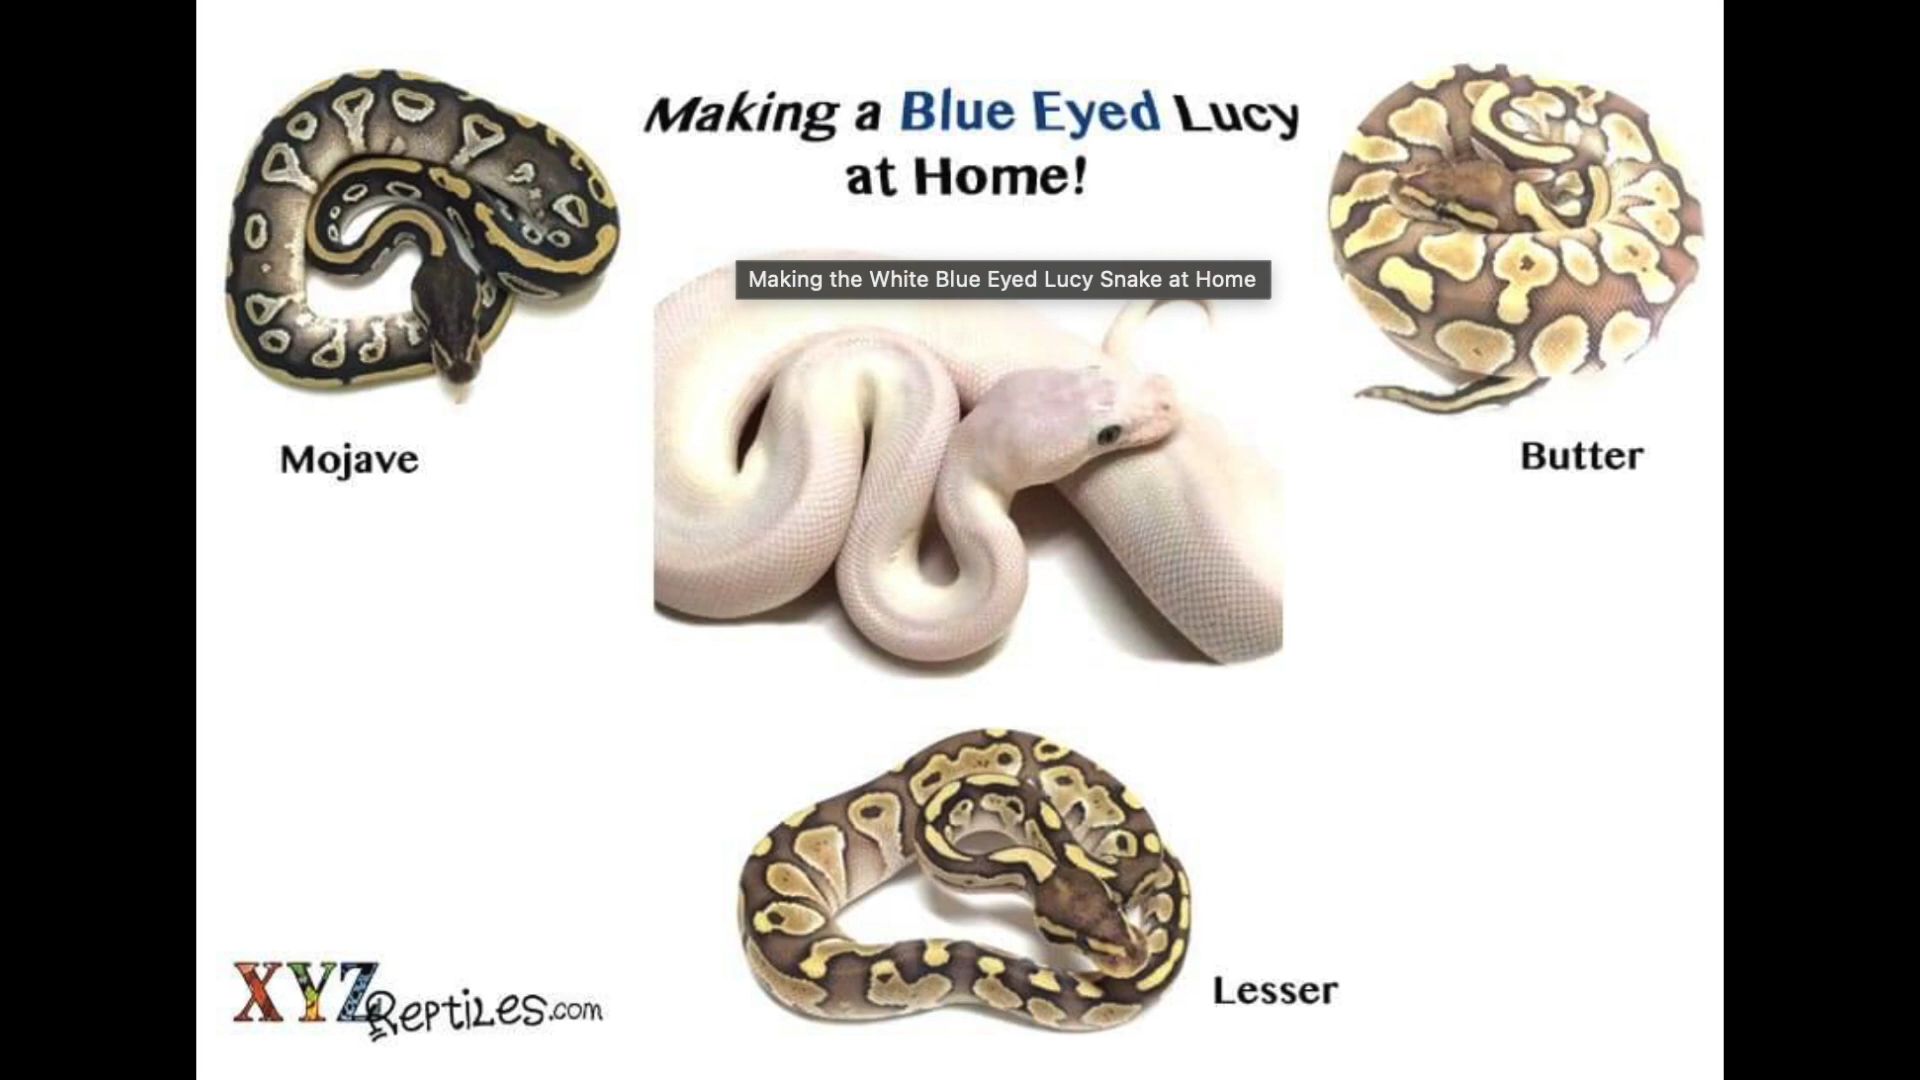 Making a Blue Eyed Lucy
at Home!
Making the White Blue Eyed Lucy Snake at Home
Mojave
Butter
Lesser
XYZReptiles.com